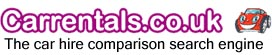 Carrentals.co.uk
The car hire comparison search engine